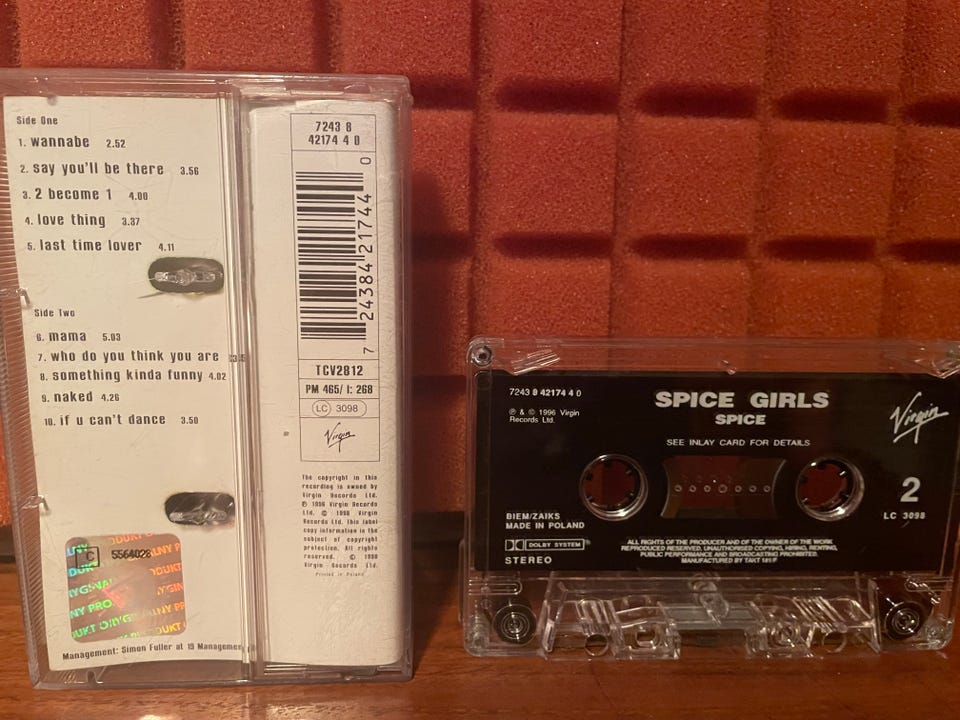 Side One
1. wannabe 2.52
2. say you'll be there 3.56
3. 2 become 1 4.00
4. love thing 3.37
5. last time lover 4.11
Side Two
6. mama 5.03
7. who do you think you are
8. something kinda funny 4.02
9. naked 4.26
10. if u can't dance 3.50
C 5564028
ORYGINALNY PRODUKT
Management: Simon Fuller at 19 Management
7243 8
42174 4 0
7 24384 21744 0
TCV2812
PM 465/ I: 268
LC 3098
Virgin
The copyright in this
recording is owned by
Virgin Records Ltd.
℗ 1996 Virgin
Records Ltd. This label
copy information is the
subject of copyright
protection. All rights
reserved. © 1996
Virgin Records Ltd.
Printed in Poland
7243 8 42174 4 0
℗ & © 1996 Virgin
Records Ltd.
SPICE GIRLS
SPICE
SEE INLAY CARD FOR DETAILS
Virgin
2
LC 3098
BIEM/ZAIKS
MADE IN POLAND
DOLBY SYSTEM
STEREO
ALL RIGHTS OF THE PRODUCER AND OF THE OWNER OF THE WORK
REPRODUCED RESERVED, UNAUTHORISED COPYING, HIRING, RENTING,
PUBLIC PERFORMANCE AND BROADCASTING PROHIBITED.
MANUFACTURED BY TAKT